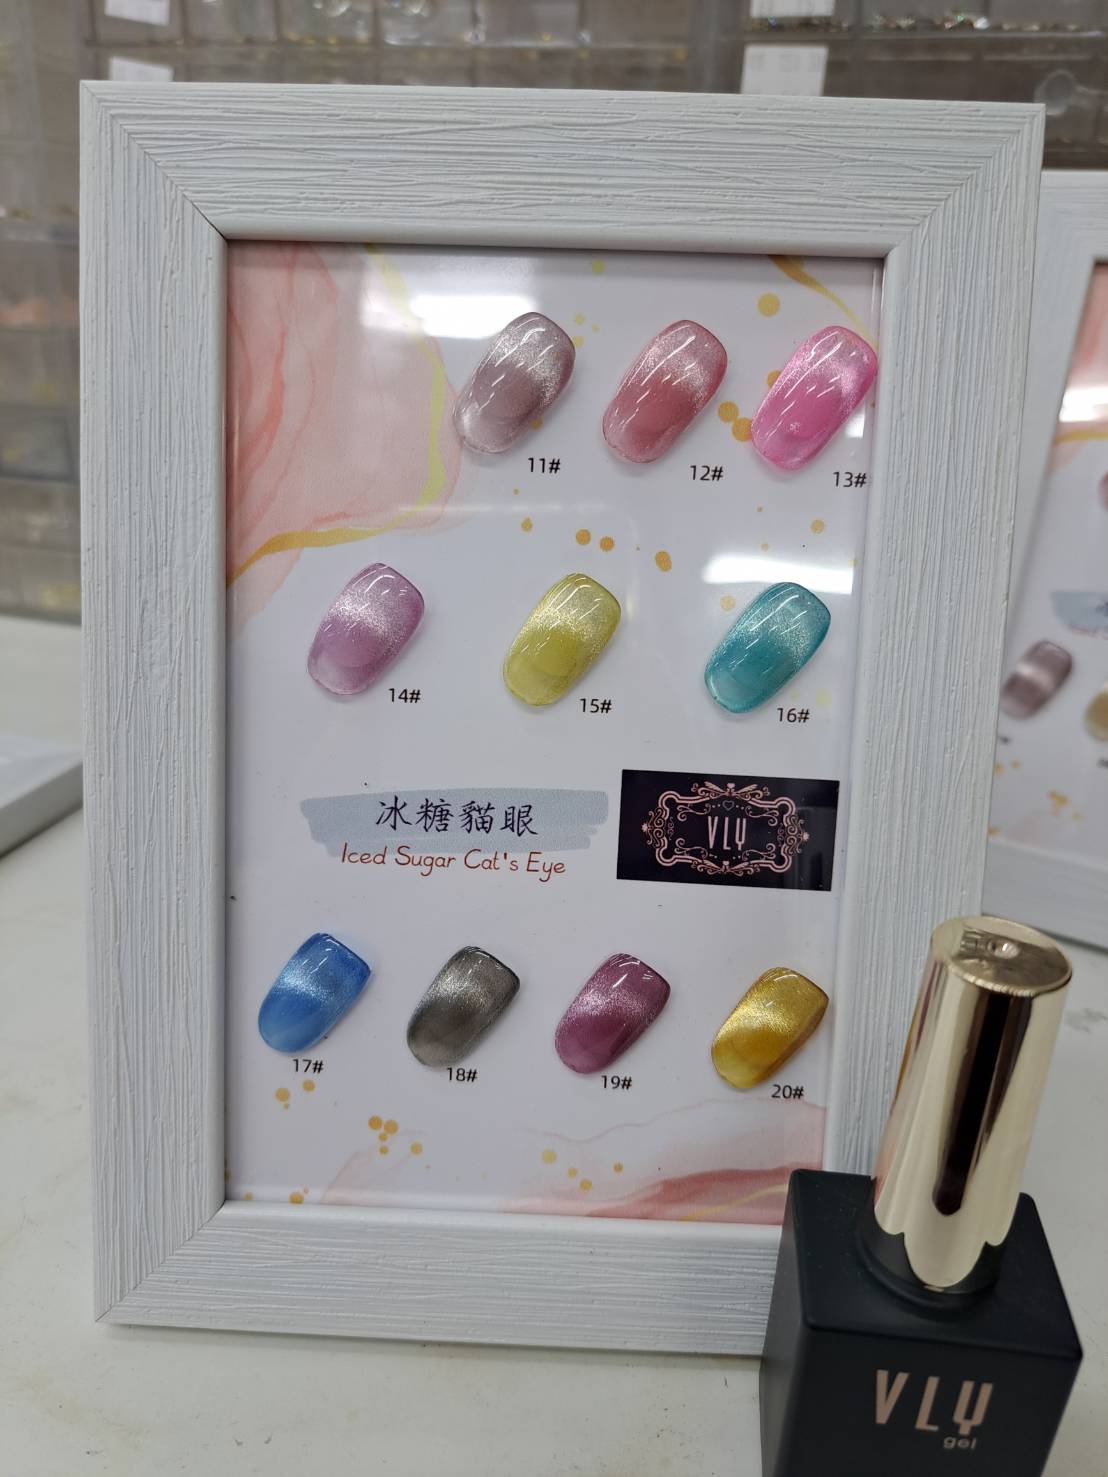 11#
12#
13#
14#
15#
16#
冰糖貓眼
Iced Sugar Cat's Eye
VLY
17#
18#
19#
20#
VLY
gel